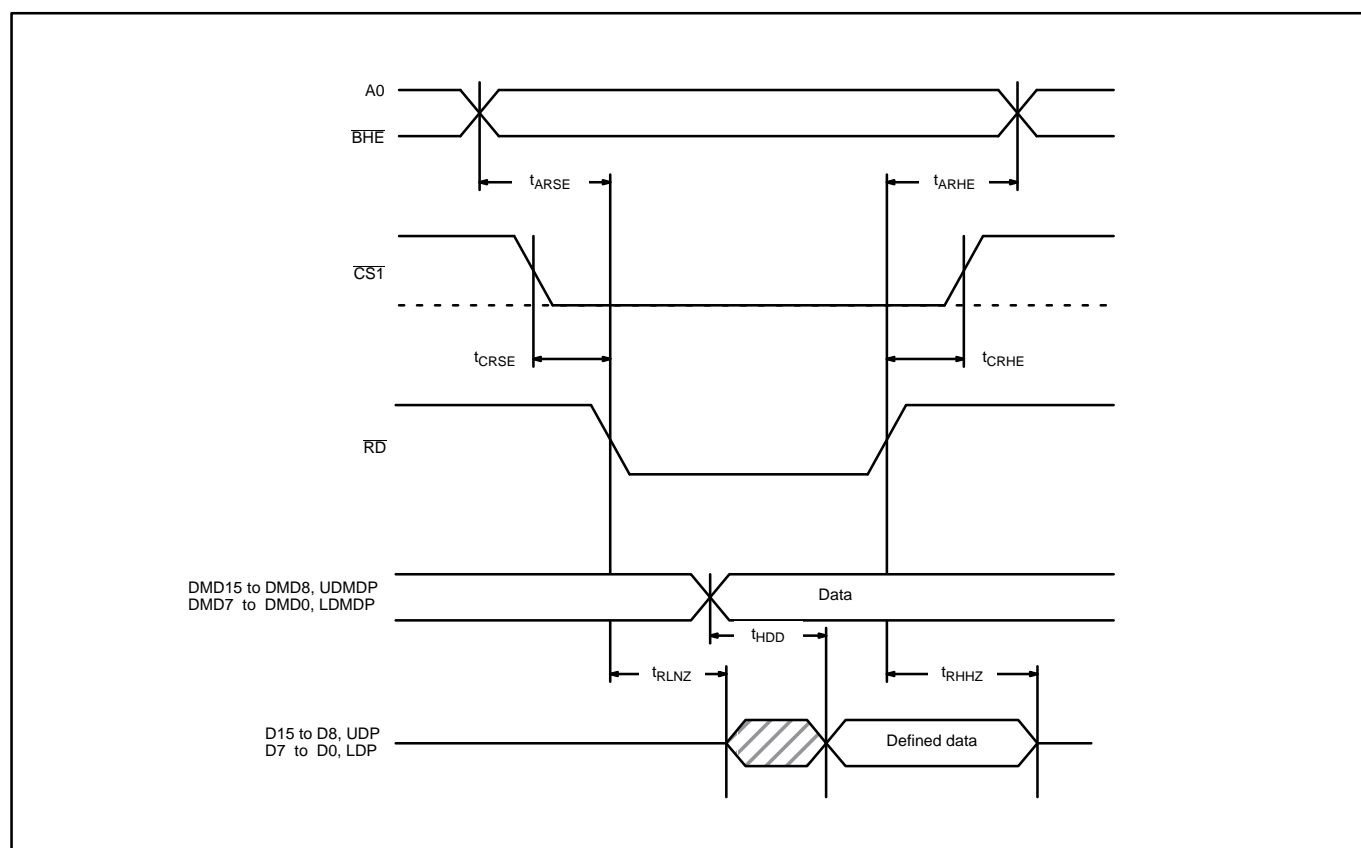 A0
BHE
tARSE
tARHE
CS1
tCRSE
tCRHE
RD
DMD15 to DMD8, UDMDP
DMD7 to DMD0, LDMDP
Data
tHDD
tRLNZ
tRHHZ
D15 to D8, UDP
D7 to D0, LDP
Defined data